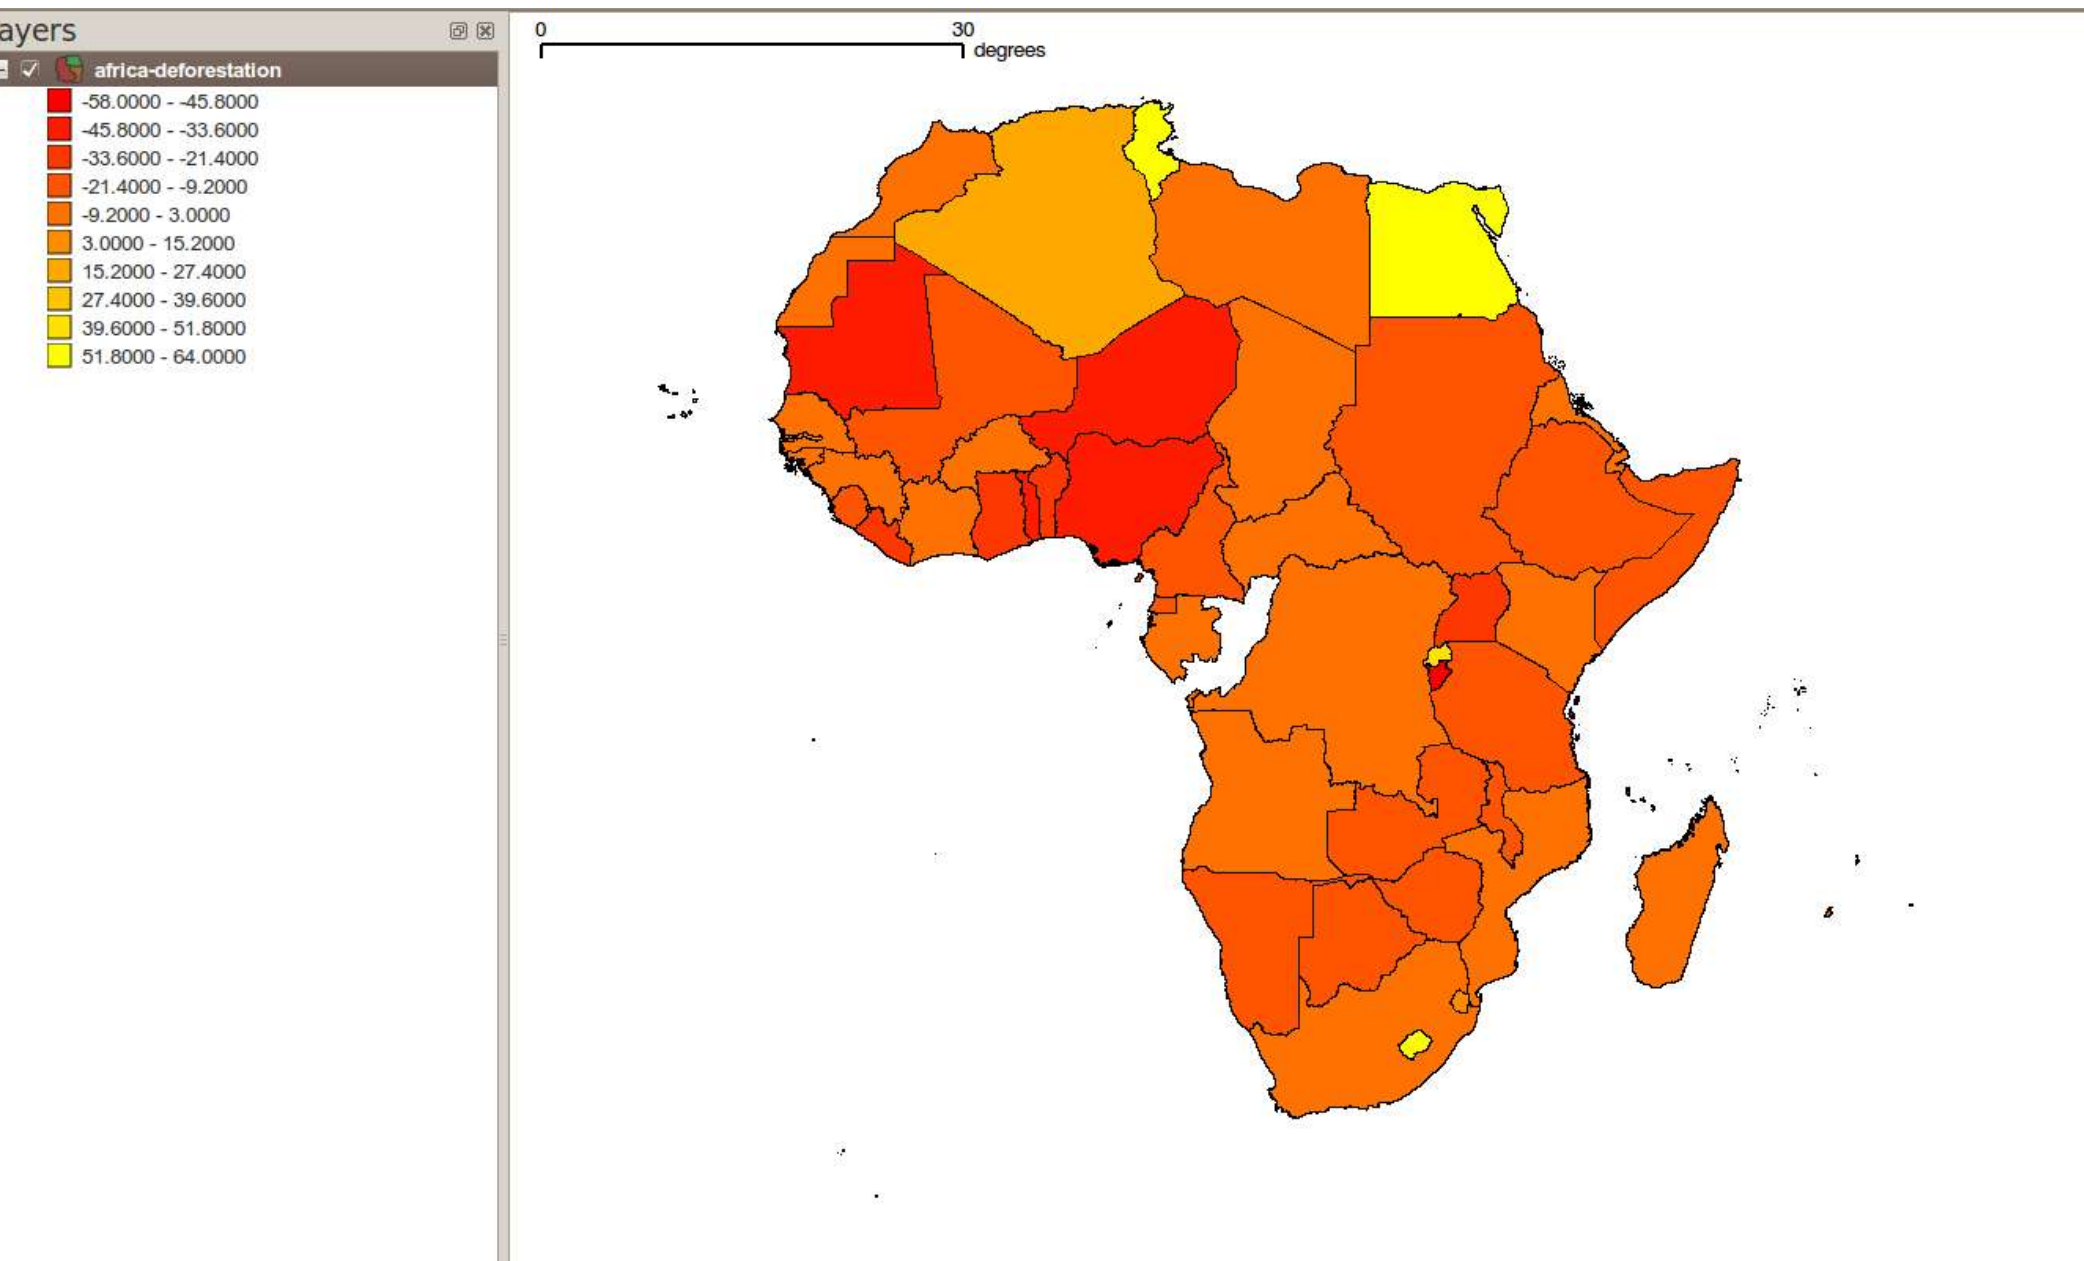 ayers
africa-deforestation
-58.0000 - -45.8000
-45.8000 - -33.6000
-33.6000 - -21.4000
-21.4000 - -9.2000
-9.2000 - 3.0000
3.0000 - 15.2000
15.2000 - 27.4000
27.4000 - 39.6000
39.6000 - 51.8000
51.8000 - 64.0000
0 30
degrees